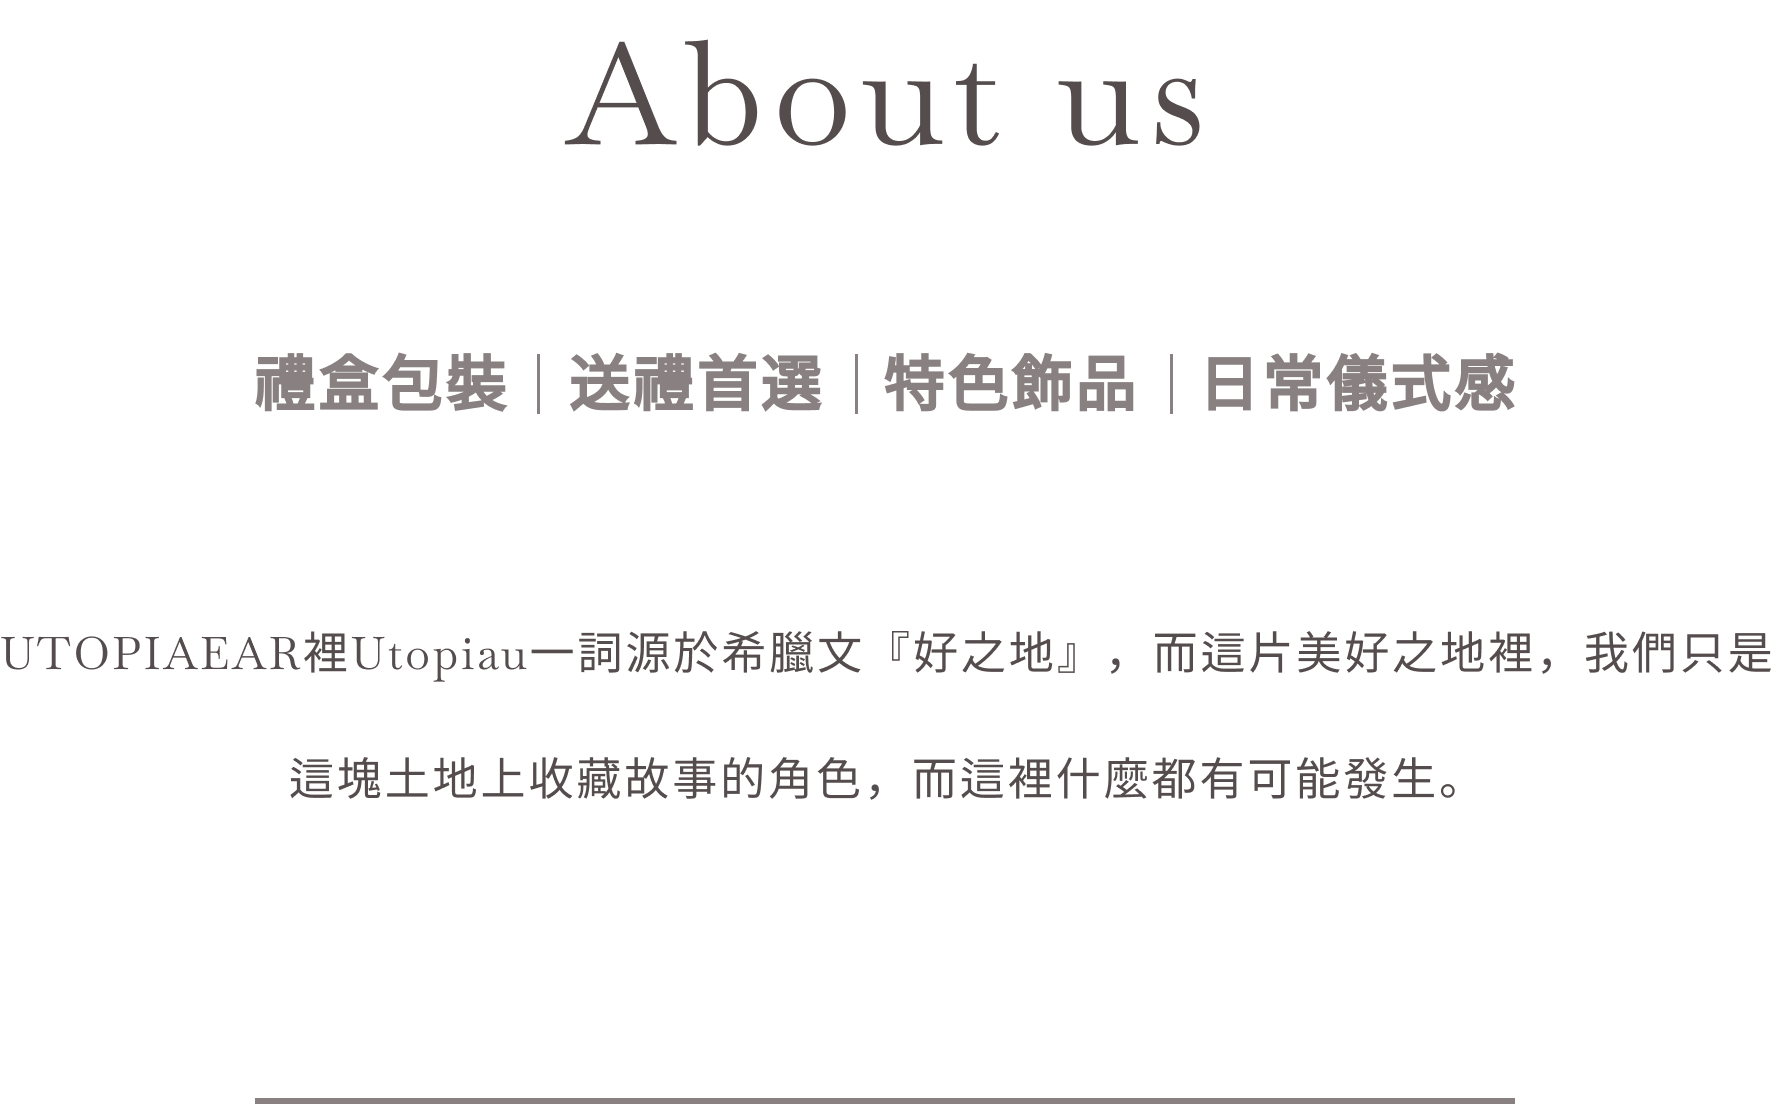 About us
禮盒包裝｜送禮首選｜特色飾品｜日常儀式感
UTOPIAEAR裡Utopiau一詞源於希臘文『好之地』，而這片美好之地裡，我們只是
這塊土地上收藏故事的角色，而這裡什麼都有可能發生。